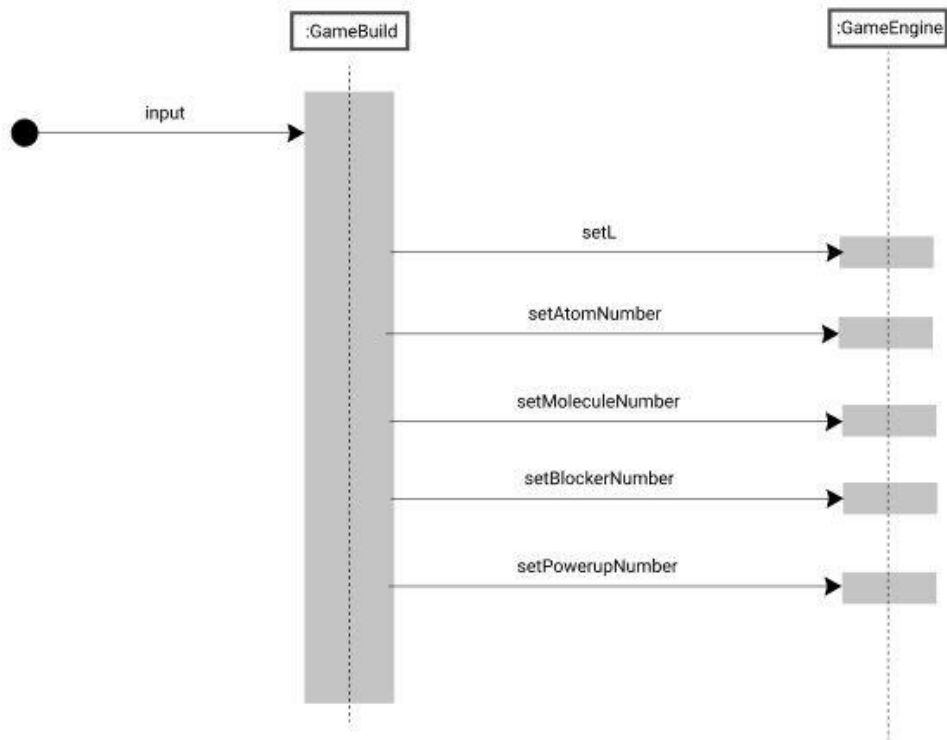 :GameBuild
:GameEngine
input
setL
setAtomNumber
setMoleculeNumber
setBlockerNumber
setPowerupNumber